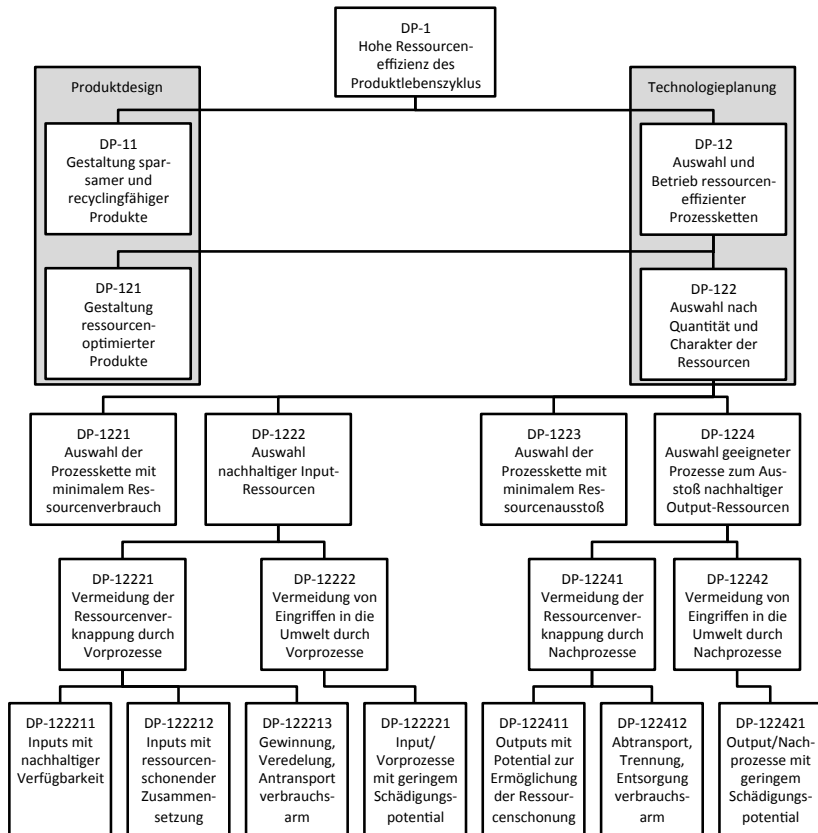 DP-1
Hohe Ressourcen-
effizienz des
Produktlebenszyklus
Produktdesign
Technologieplanung
DP-11
Gestaltung spar-
samer und
recyclingfähiger
Produkte
DP-12
Auswahl und
Betrieb ressourcen-
effizienter
Prozessketten
DP-121
Gestaltung
ressourcen-
optimierter
Produkte
DP-122
Auswahl nach
Quantität und
Charakter der
Ressourcen
DP-1221
Auswahl der
Prozesskette mit
minimalem Res-
sourcenverbrauch
DP-1222
Auswahl
nachhaltiger Input-
Ressourcen
DP-1223
Auswahl der
Prozesskette mit
minimalem Res-
sourcenausstoß
DP-1224
Auswahl geeigneter
Prozesse zum Aus-
stoß nachhaltiger
Output-Ressourcen
DP-12221
Vermeidung der
Ressourcenver-
knappung durch
Vorprozesse
DP-12222
Vermeidung von
Eingriffen in die
Umwelt durch
Vorprozesse
DP-12241
Vermeidung der
Ressourcenver-
knappung durch
Nachprozesse
DP-12242
Vermeidung von
Eingriffen in die
Umwelt durch
Nachprozesse
DP-122211
Inputs mit
nachhaltiger
Verfügbarkeit
DP-122212
Inputs mit
ressourcen-
schonender
Zusammen-
setzung
DP-122213
Gewinnung,
Veredelung,
Antransport
verbrauchs-
arm
DP-122221
Input/
Vorprozesse
mit geringem
Schädigungs-
potential
DP-122411
Outputs mit
Potential zur
Ermöglichung
der Ressour-
censchonung
DP-122412
Abtransport,
Trennung,
Entsorgung
verbrauchs-
arm
DP-122421
Output/Nach-
prozesse mit
geringem
Schädigungs-
potential